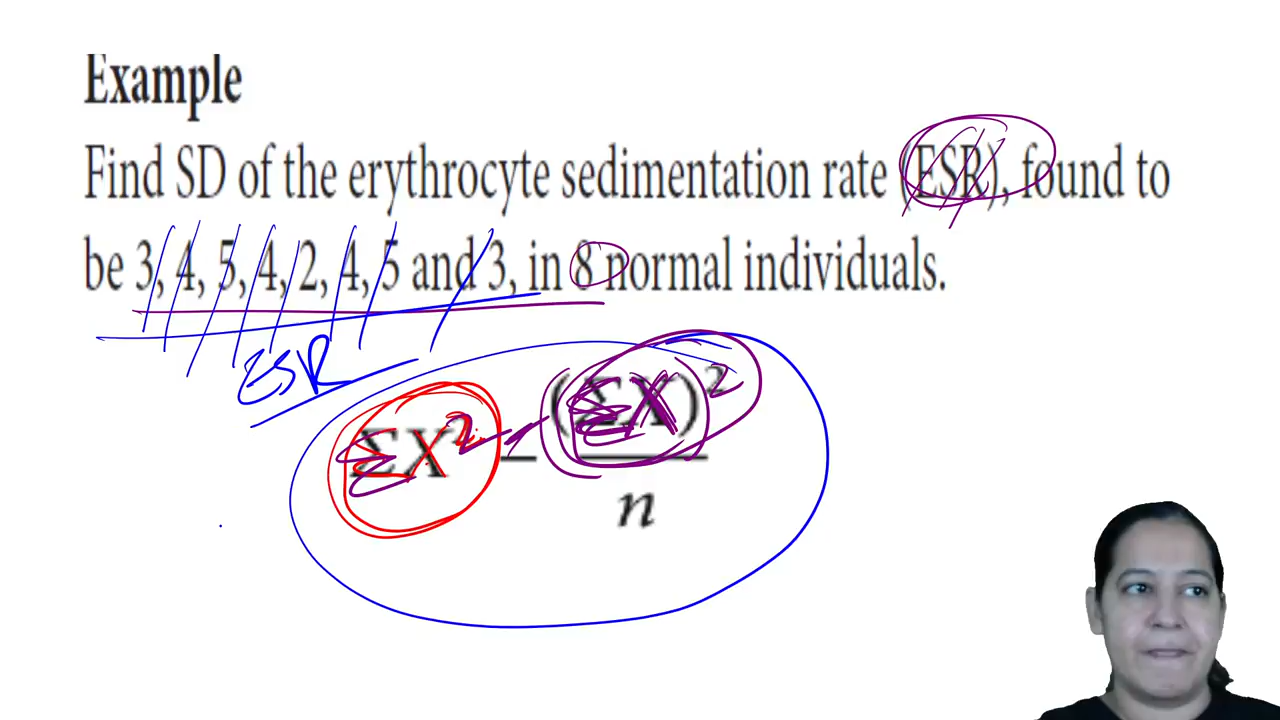 Example
Find SD of the erythrocyte sedimentation rate (ESR), found to
be 3, 4, 5, 4, 2, 4, 5 and 3, in 8 normal individuals.
ESR
ΣX² - (ΣX)²
n